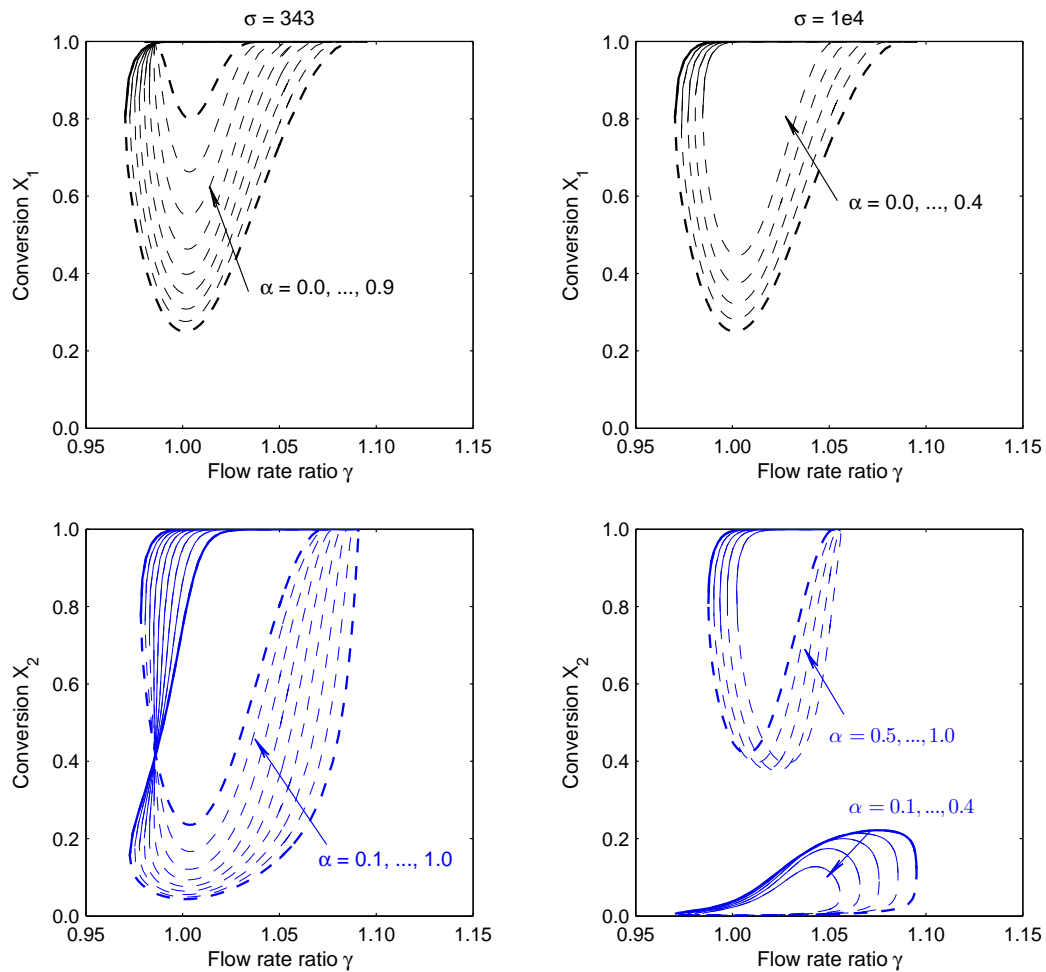 σ = 343
1.0
0.8
0.6
0.4
0.2
0.0
Conversion X1
α = 0.0, ..., 0.9
0.95
1.00
1.05
1.10
1.15
Flow rate ratio γ
σ = 1e4
1.0
0.8
0.6
0.4
0.2
0.0
Conversion X1
α = 0.0, ..., 0.4
0.95
1.00
1.05
1.10
1.15
Flow rate ratio γ
1.0
0.8
0.6
0.4
0.2
0.0
Conversion X2
α = 0.1, ..., 1.0
0.95
1.00
1.05
1.10
1.15
Flow rate ratio γ
1.0
0.8
0.6
0.4
0.2
0.0
Conversion X2
α = 0.5, ..., 1.0
α = 0.1, ..., 0.4
0.95
1.00
1.05
1.10
1.15
Flow rate ratio γ